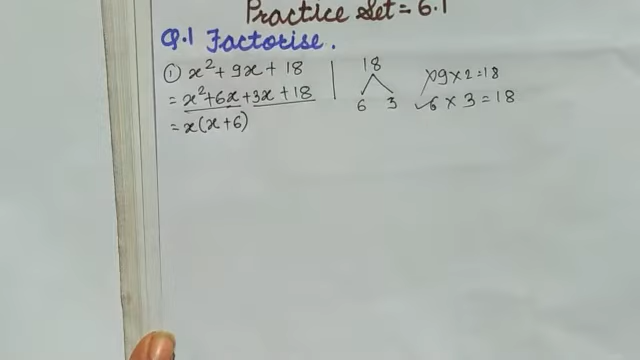 Practice Set = 6.1
Q.1 Factorise.
① x² + 9x + 18
= x² + 6x + 3x + 18
= x(x + 6)
18
6 3
×9 × 2 = 18
✓6 × 3 = 18